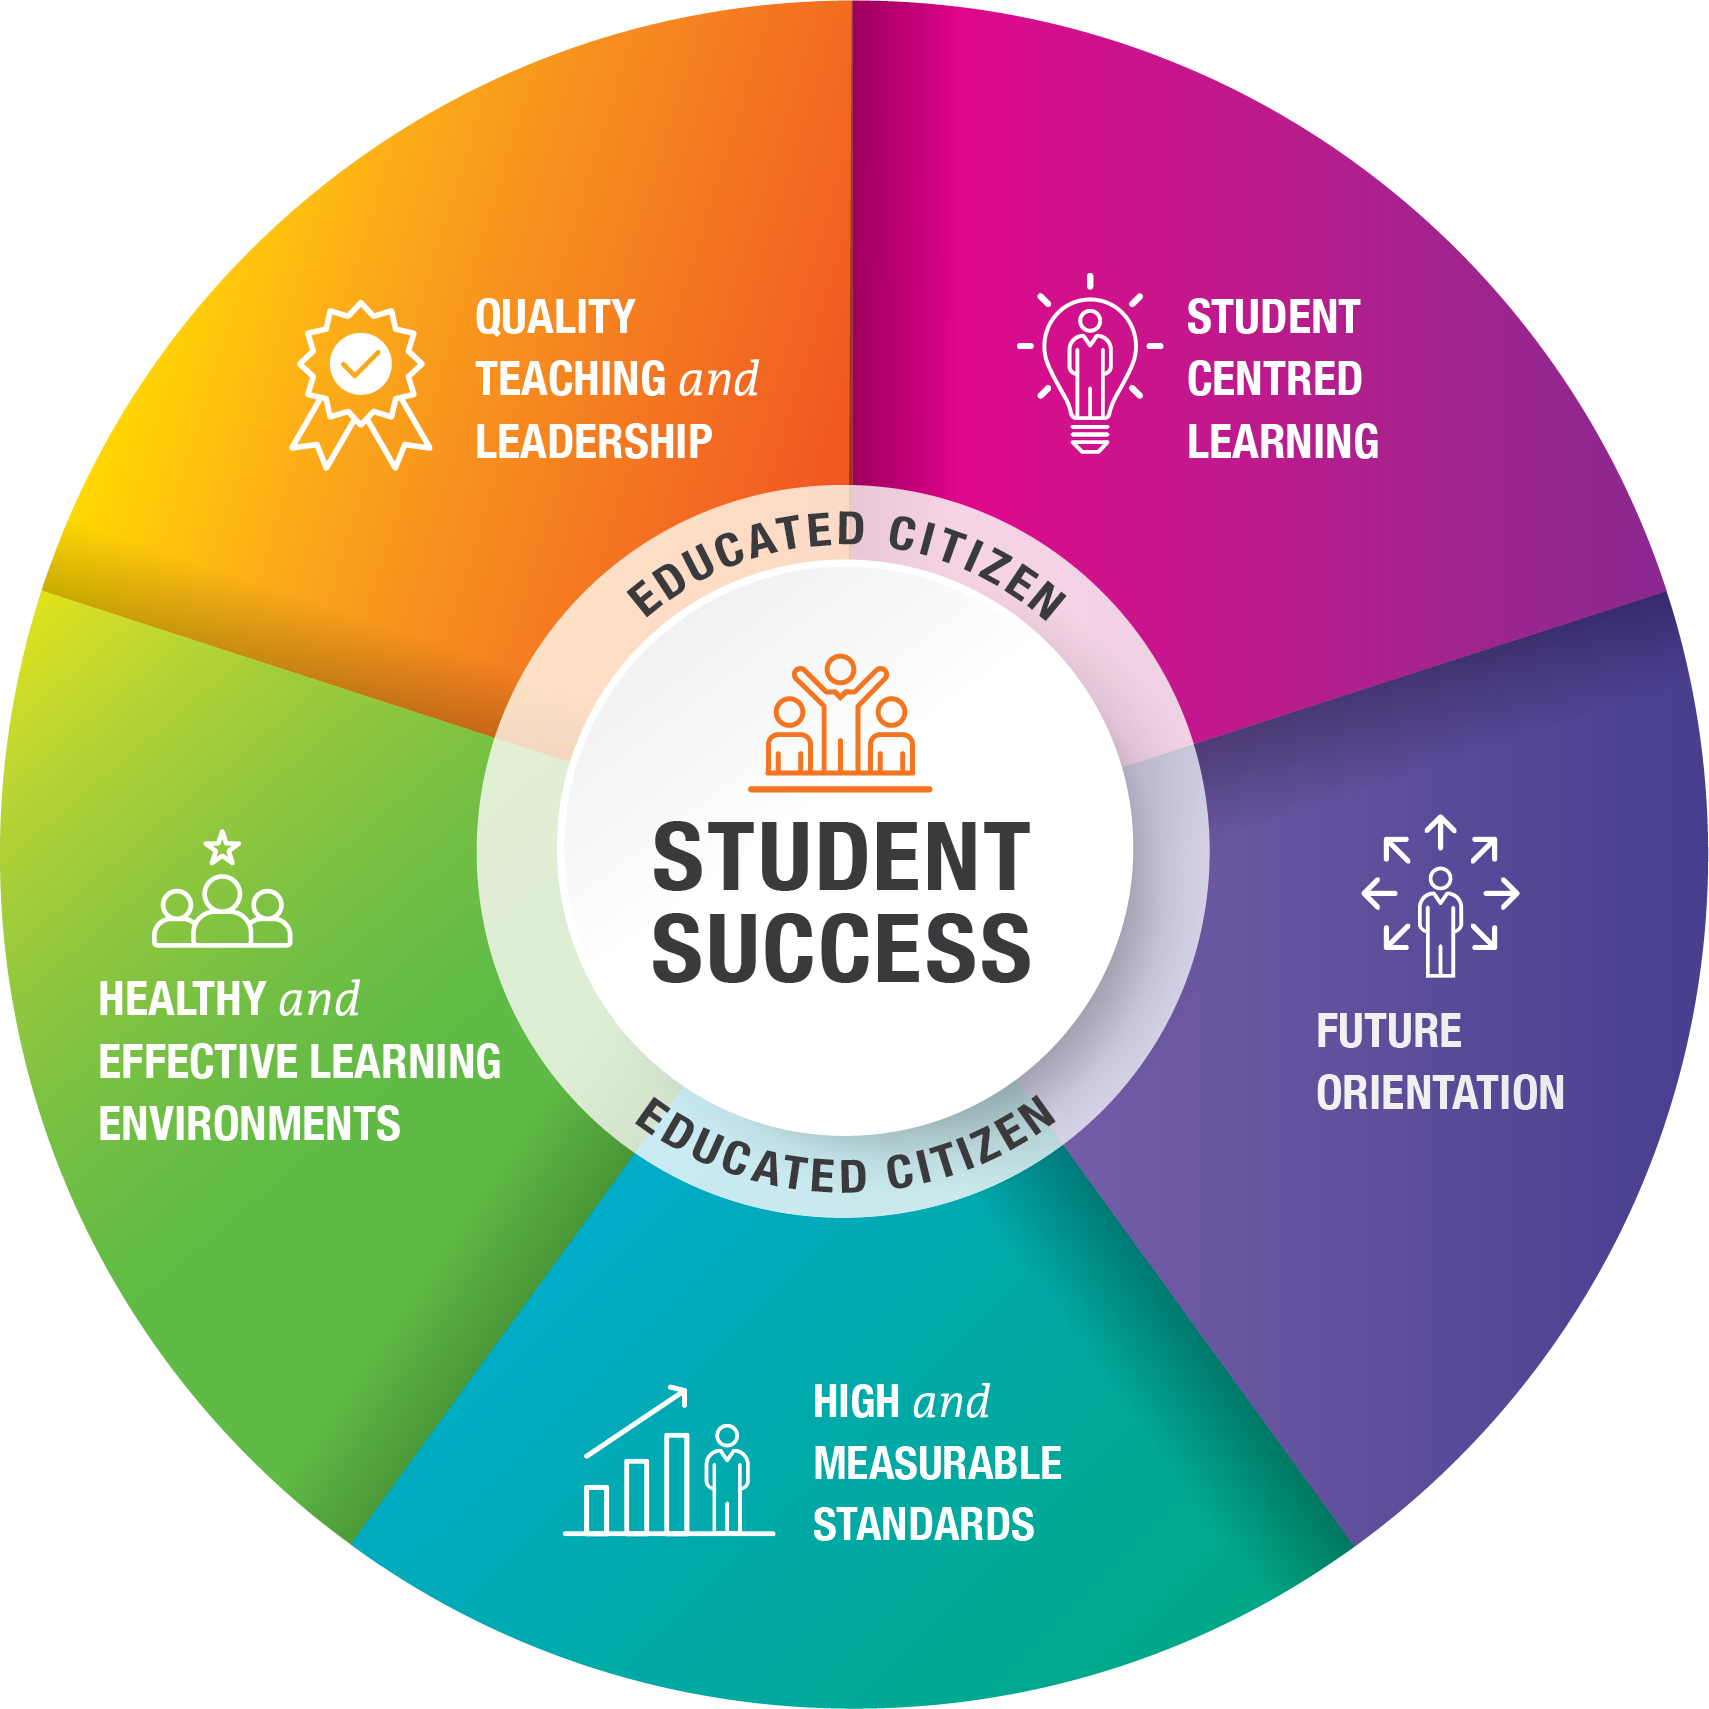 QUALITY
TEACHING and
LEADERSHIP
STUDENT
CENTRED
LEARNING
EDUCATED CITIZEN
STUDENT
SUCCESS
HEALTHY and
EFFECTIVE LEARNING
ENVIRONMENTS
FUTURE
ORIENTATION
EDUCATED CITIZEN
HIGH and
MEASURABLE
STANDARDS